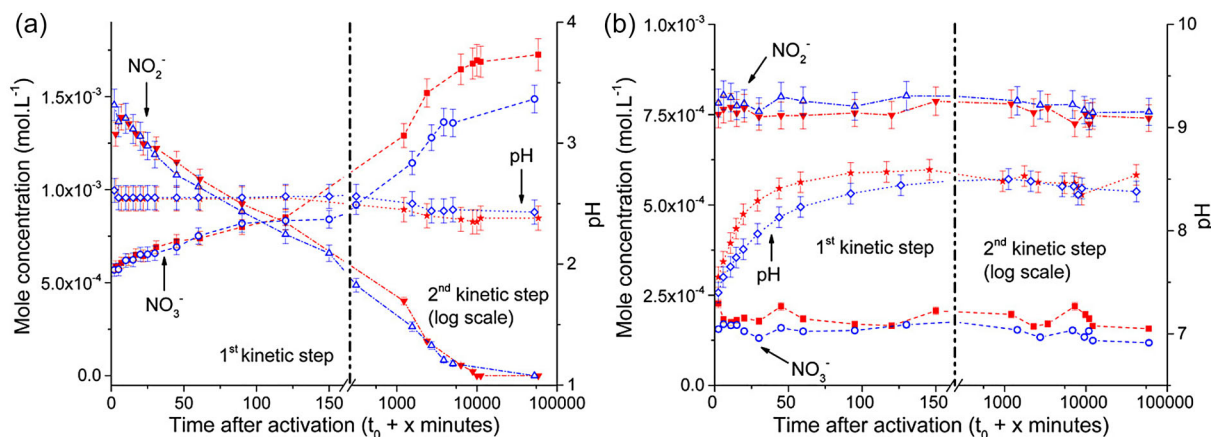 (a)
Mole concentration (mol.L⁻¹)
1.5x10⁻³
1.0x10⁻³
5.0x10⁻⁴
0.0
NO₂⁻
NO₃⁻
pH
1ˢᵗ kinetic step
2ⁿᵈ kinetic step
(log scale)
4
3
2
1
pH
0 50 100 150 1000 10000 100000
Time after activation (t₀ + x minutes)
(b)
Mole concentration (mol.L⁻¹)
1.0x10⁻³
7.5x10⁻⁴
5.0x10⁻⁴
2.5x10⁻⁴
0.0
NO₂⁻
pH
NO₃⁻
1ˢᵗ kinetic step
2ⁿᵈ kinetic step
(log scale)
10
9
8
7
pH
0 50 100 150 1000 10000 100000
Time after activation (t₀ + x minutes)